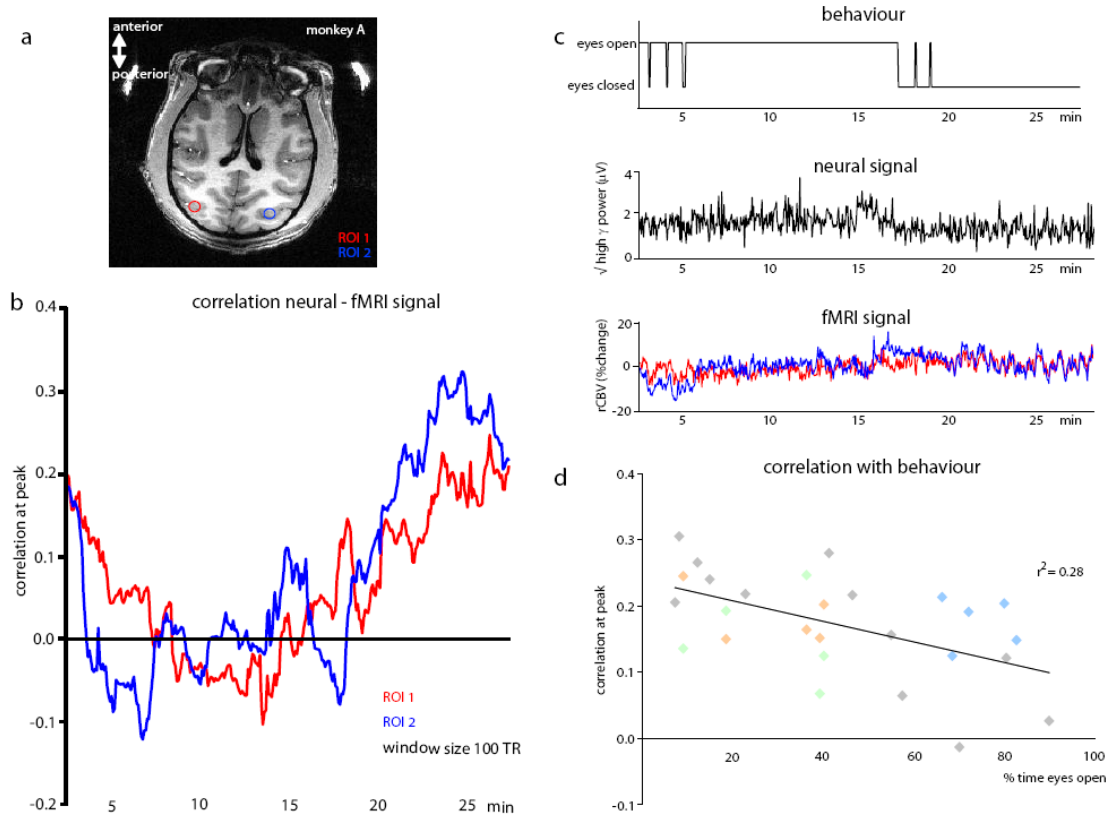 a
anterior
posterior
monkey A
ROI 1
ROI 2
b
correlation neural - fMRI signal
correlation at peak
0.4
0.3
0.2
0.1
0.0
-0.1
-0.2
5
10
15
20
25
min
ROI 1
ROI 2
window size 100 TR
c
behaviour
eyes open
eyes closed
5
10
15
20
25
min
neural signal
√ high γ power (μV)
4
2
0
5
10
15
20
25
min
fMRI signal
rCBV (%change)
20
0
-20
5
10
15
20
25
min
d
correlation with behaviour
correlation at peak
0.4
0.3
0.2
0.1
0.0
-0.1
r² = 0.28
20
40
60
80
100
% time eyes open